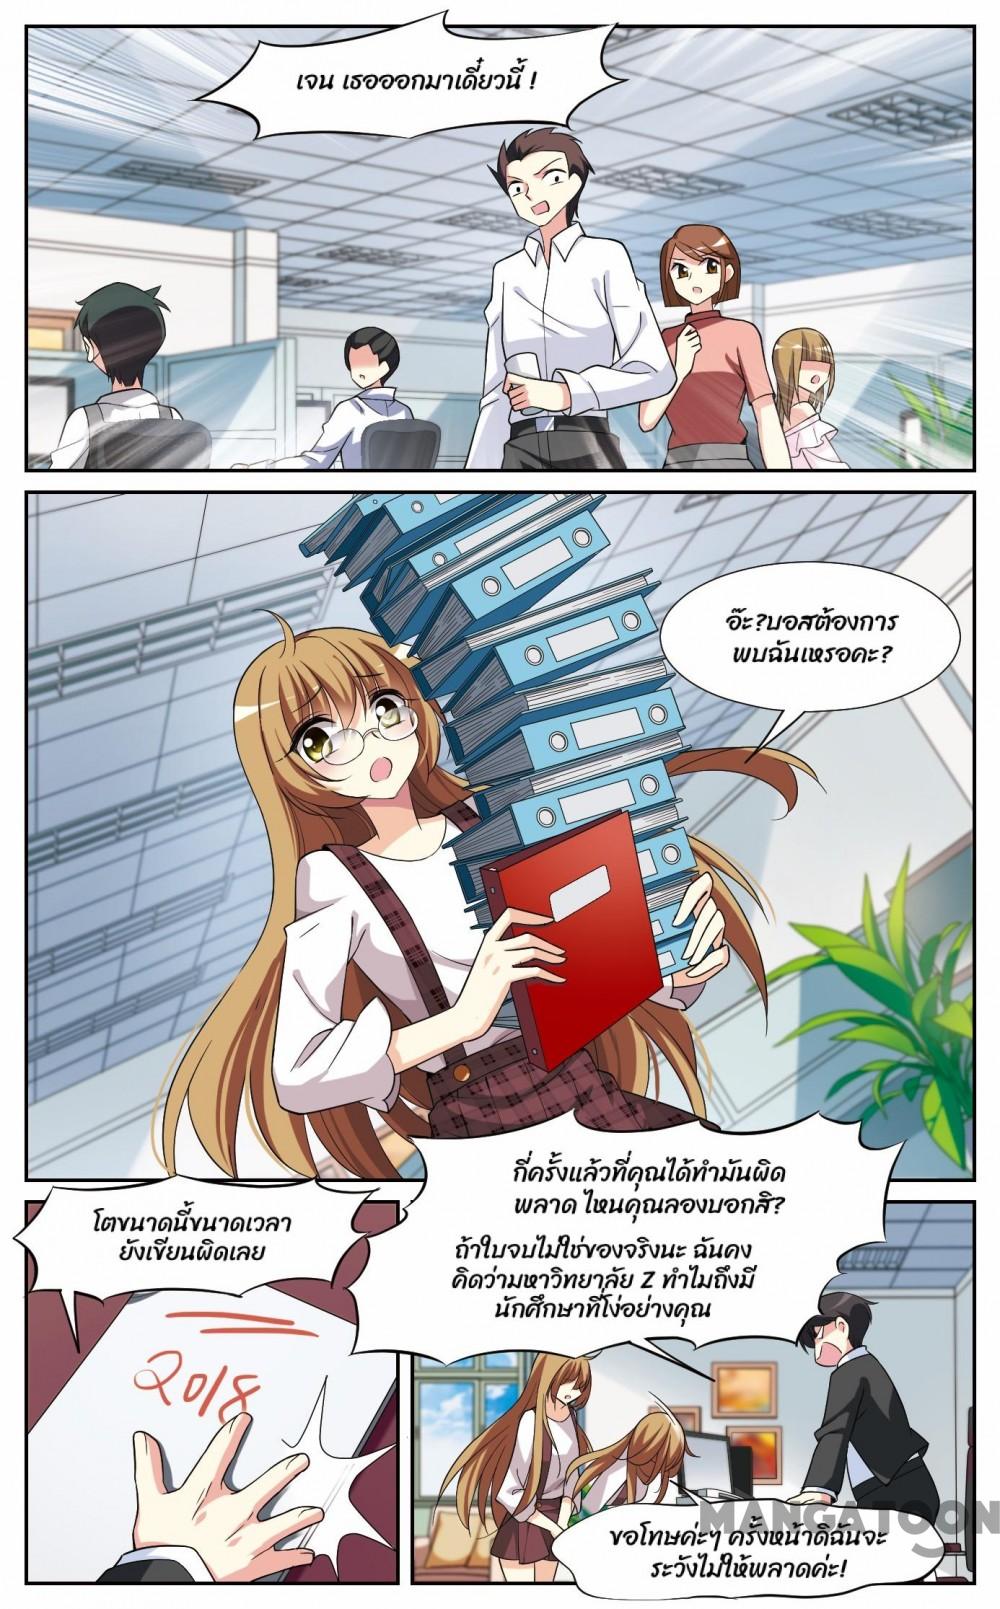 เจน เธอออกมาเดี๋ยวนี้ !
อ๊ะ?บอสต้องการ
พบฉันเหรอคะ?
กี่ครั้งแล้วที่คุณได้ทำมันผิด
พลาด ไหนคุณลองบอกสิ?
ถ้าใบจบไม่ใช่ของจริงนะ ฉันคง
คิดว่ามหาวิทยาลัย Z ทำไมถึงมี
นักศึกษาที่โง่อย่างคุณ
โตขนาดนี้ขนาดเวลา
ยังเขียนผิดเลย
2018
ขอโทษค่ะๆ ครั้งหน้าดิฉันจะ
ระวังไม่ให้พลาดค่ะ!
MANGATOON